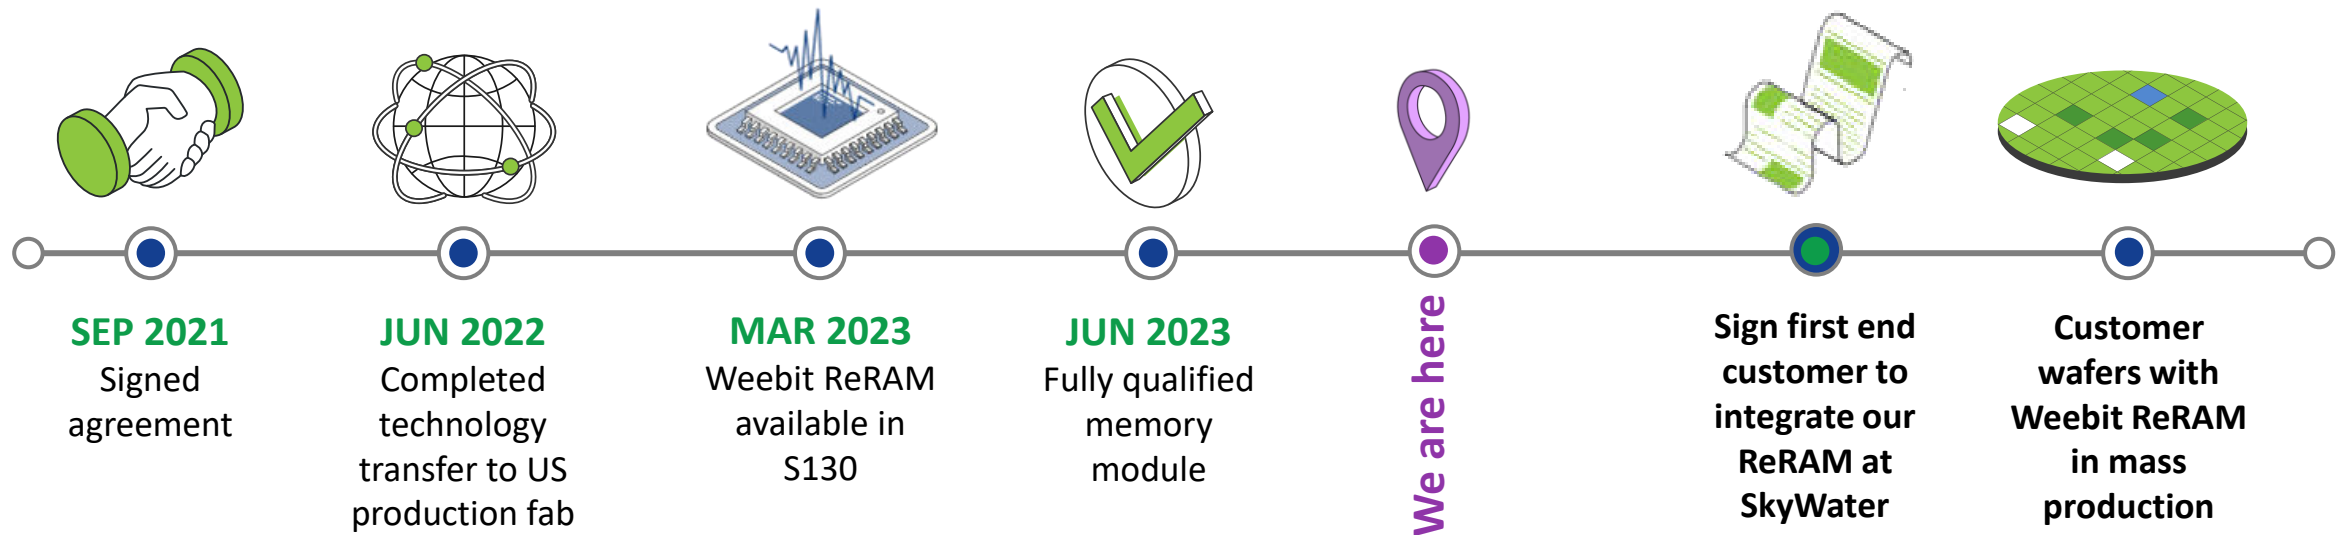 SEP 2021
Signed
agreement
JUN 2022
Completed
technology
transfer to US
production fab
MAR 2023
Weebit ReRAM
available in
S130
JUN 2023
Fully qualified
memory
module
We are here
Sign first end
customer to
integrate our
ReRAM at
SkyWater
Customer
wafers with
Weebit ReRAM
in mass
production